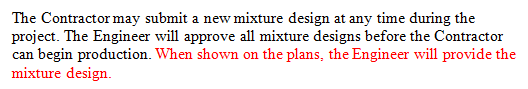 The Contractor may submit a new mixture design at any time during the
project. The Engineer will approve all mixture designs before the Contractor
can begin production. When shown on the plans, the Engineer will provide the
mixture design.